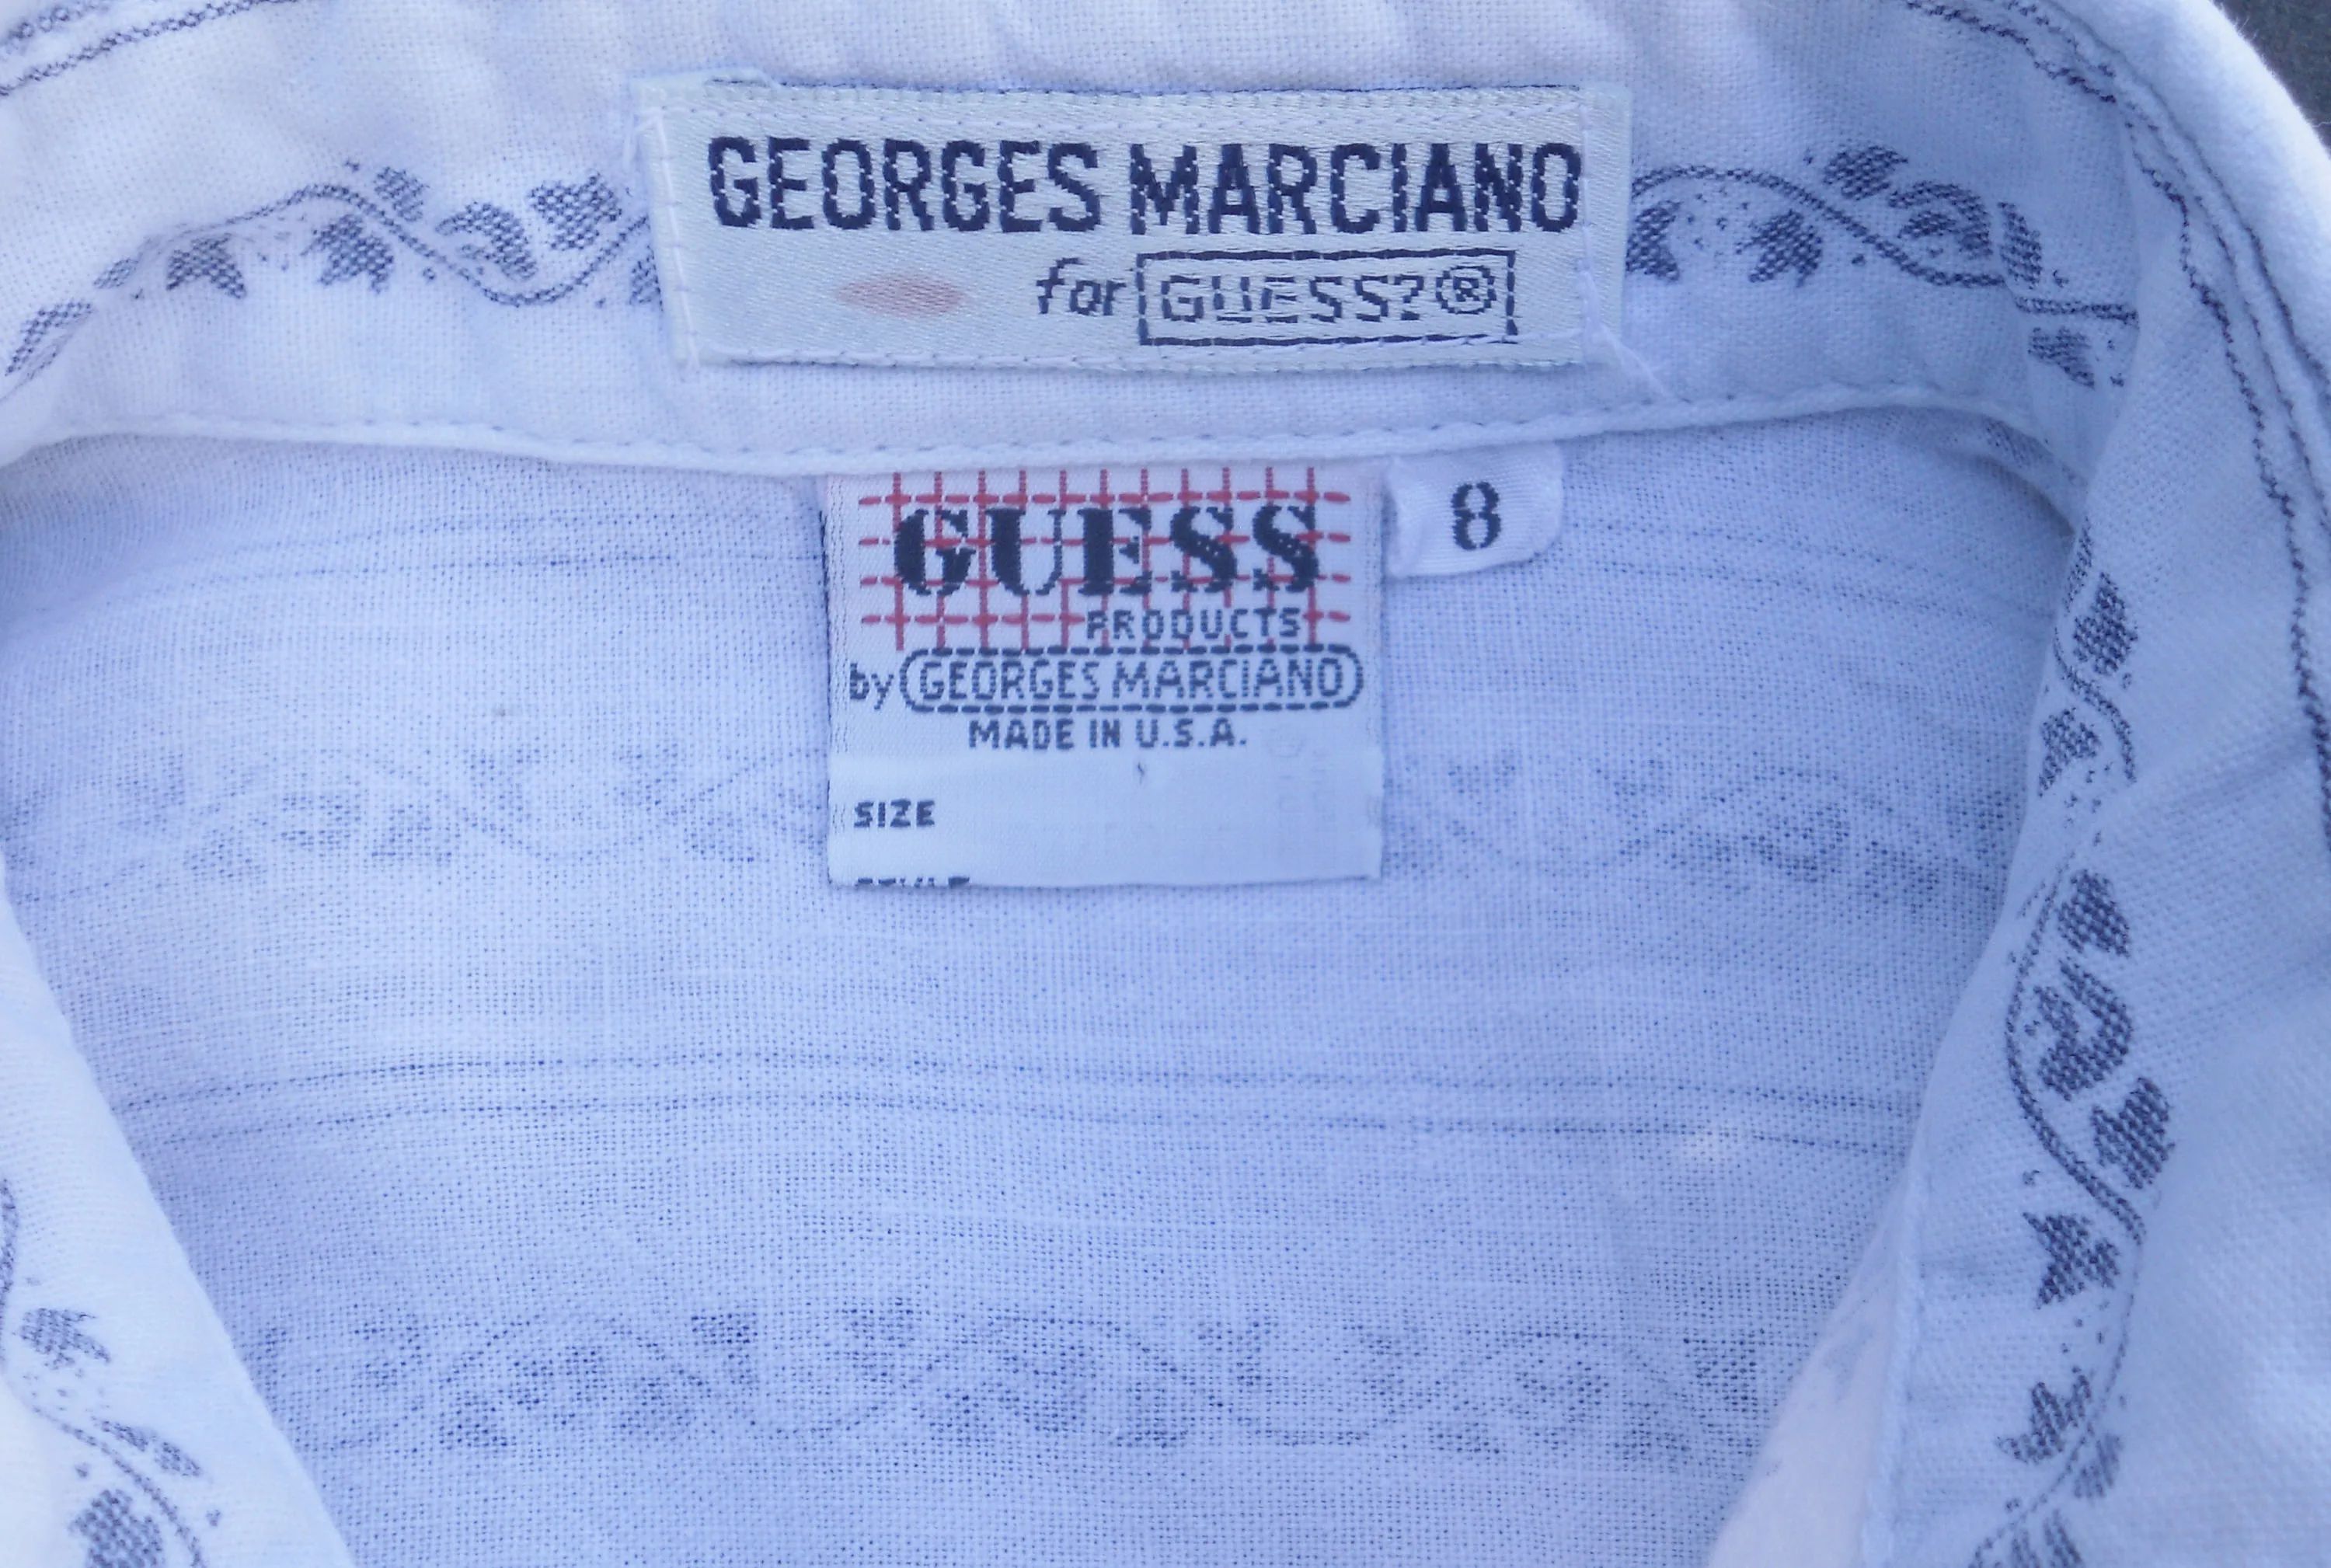 GEORGES MARCIANO
for GUESS?®
GUESS
PRODUCTS
by GEORGES MARCIANO
MADE IN U.S.A.
SIZE
8